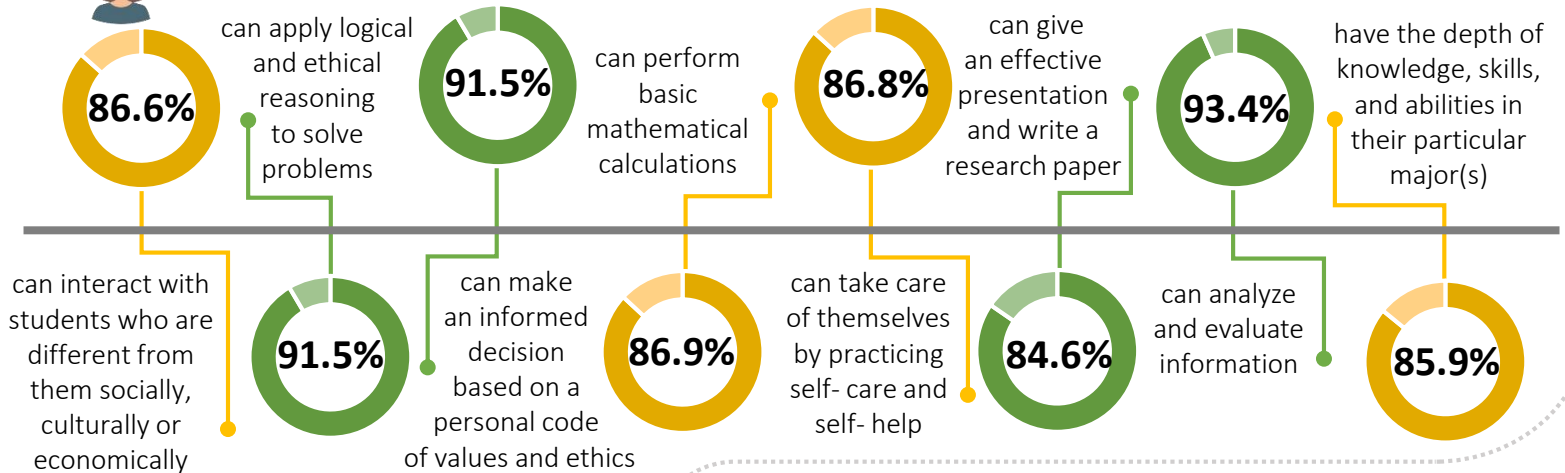 86.6%
can interact with
students who are
different from
them socially,
culturally or
economically
can apply logical
and ethical
reasoning
to solve
problems
91.5%
91.5%
can make
an informed
decision
based on a
personal code
of values and ethics
can perform
basic
mathematical
calculations
86.9%
86.8%
can take care
of themselves
by practicing
self- care and
self- help
can give
an effective
presentation
and write a
research paper
84.6%
93.4%
can analyze
and evaluate
information
have the depth of
knowledge, skills,
and abilities in
their particular
major(s)
85.9%